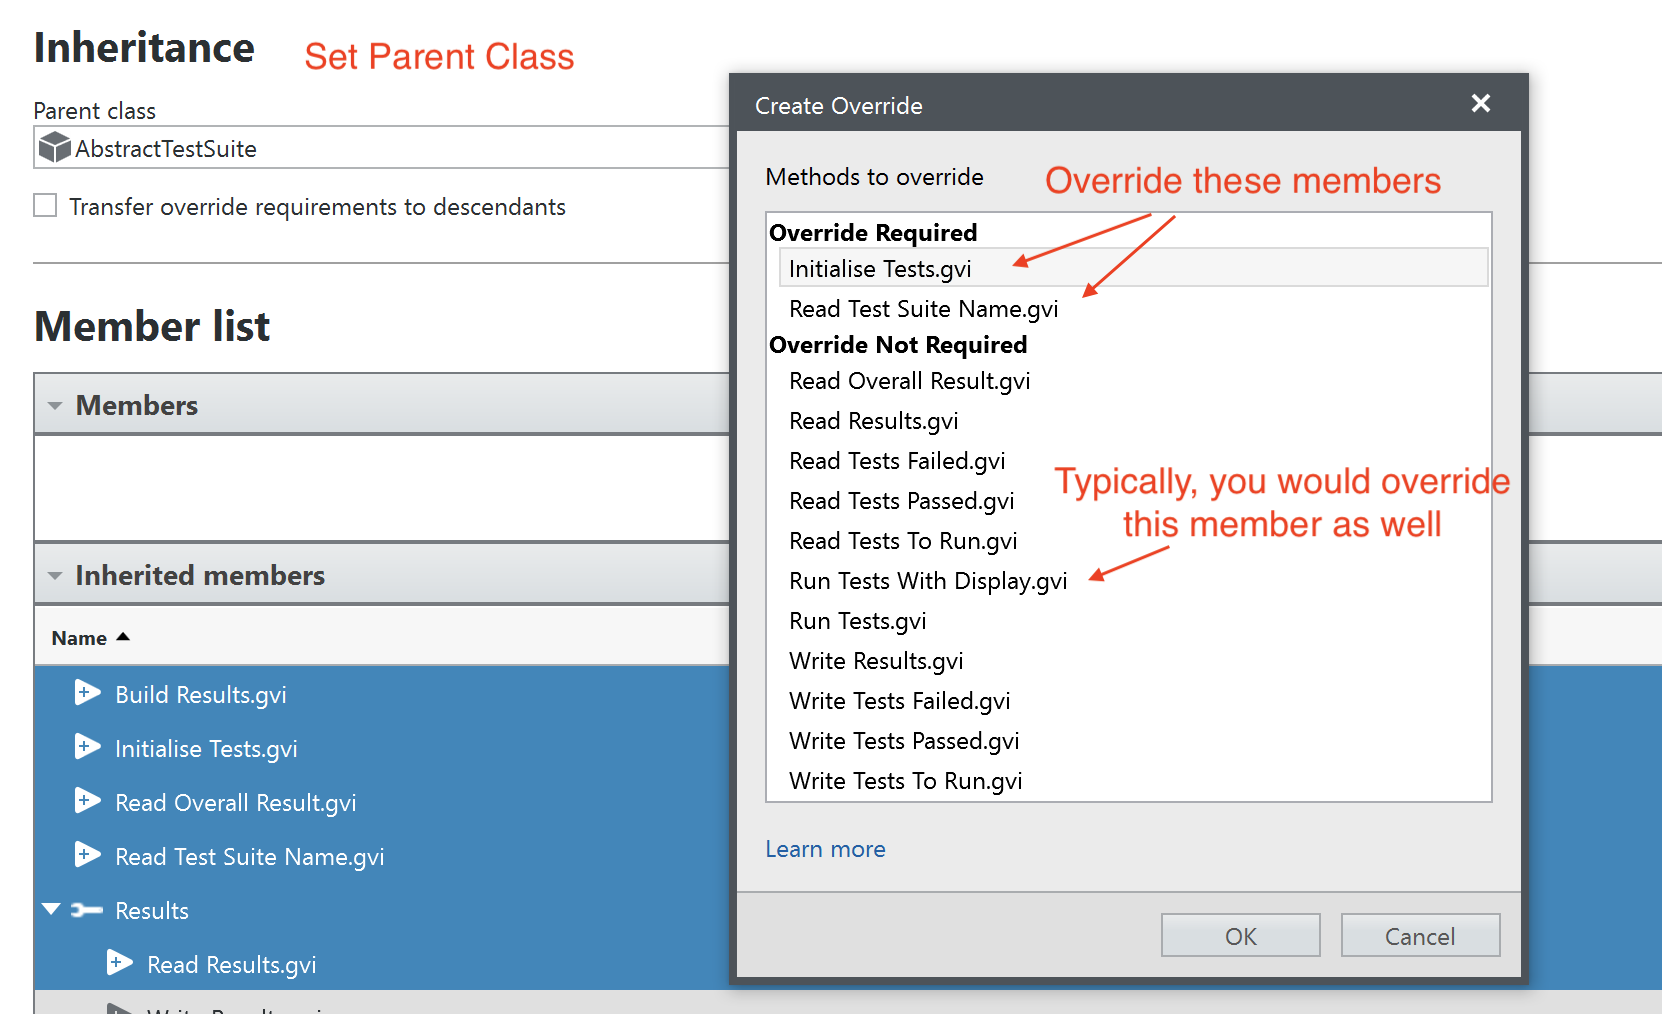 Inheritance
Set Parent Class
Parent class
AbstractTestSuite
Transfer override requirements to descendants
Member list
Members
Inherited members
Name
Build Results.gvi
Initialise Tests.gvi
Read Overall Result.gvi
Read Test Suite Name.gvi
Results
Read Results.gvi
Create Override
Methods to override
Override these members
Override Required
Initialise Tests.gvi
Read Test Suite Name.gvi
Override Not Required
Read Overall Result.gvi
Read Results.gvi
Read Tests Failed.gvi
Read Tests Passed.gvi
Read Tests To Run.gvi
Run Tests With Display.gvi
Typically, you would override
this member as well
Run Tests.gvi
Write Results.gvi
Write Tests Failed.gvi
Write Tests Passed.gvi
Write Tests To Run.gvi
Learn more
OK
Cancel